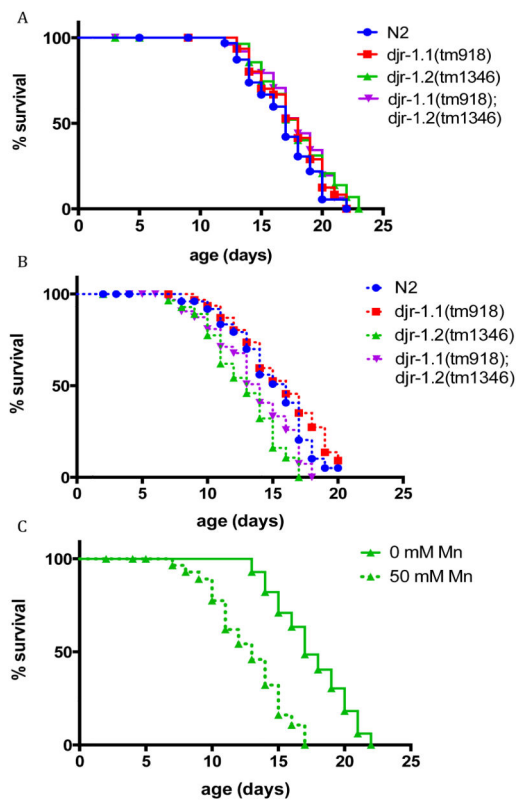 A
% survival
100
50
0
0
5
10
15
20
25
age (days)
N2
djr-1.1(tm918)
djr-1.2(tm1346)
djr-1.1(tm918);
djr-1.2(tm1346)
B
% survival
100
50
0
0
5
10
15
20
25
age (days)
N2
djr-1.1(tm918)
djr-1.2(tm1346)
djr-1.1(tm918);
djr-1.2(tm1346)
C
% survival
100
50
0
0
5
10
15
20
25
age (days)
0 mM Mn
50 mM Mn